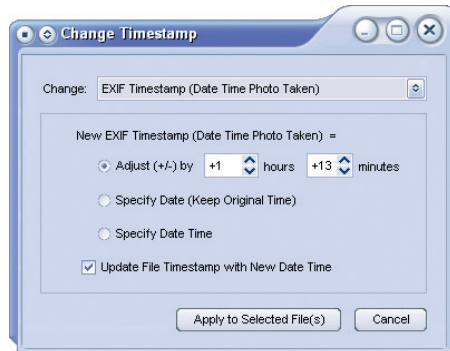 Change Timestamp
Change: EXIF Timestamp (Date Time Photo Taken)
New EXIF Timestamp (Date Time Photo Taken) =
Adjust (+/-) by +1 hours +13 minutes
Specify Date (Keep Original Time)
Specify Date Time
Update File Timestamp with New Date Time
Apply to Selected File(s) Cancel